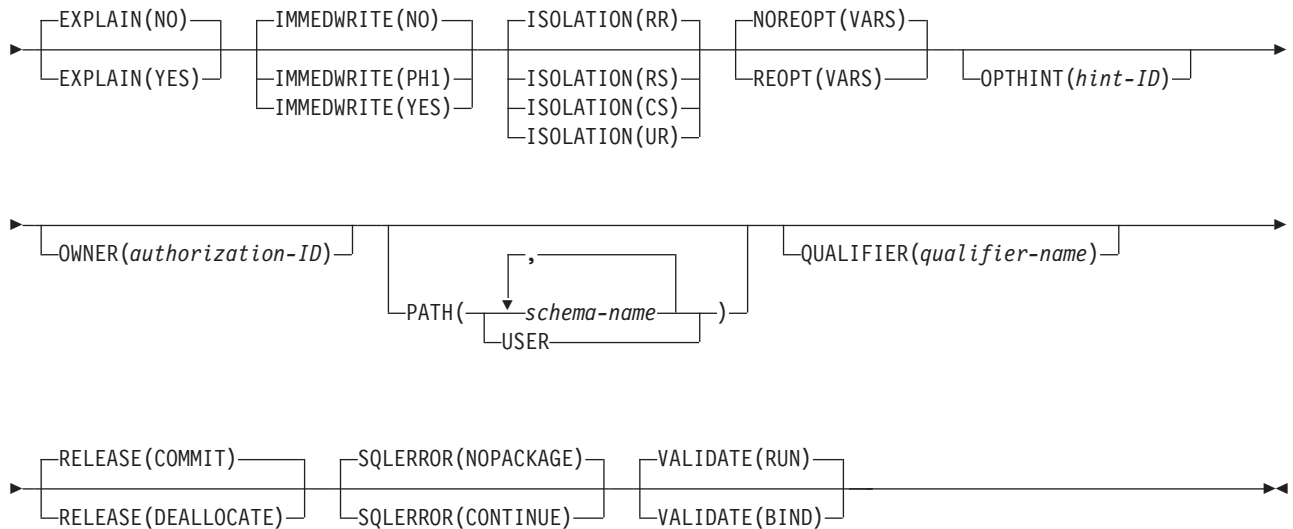 EXPLAIN(NO) IMMEDWRITE(NO) ISOLATION(RR) NOREOPT(VARS)
EXPLAIN(YES) IMMEDWRITE(PH1) ISOLATION(RS) REOPT(VARS) OPTHINT(hint-ID)
IMMEDWRITE(YES) ISOLATION(CS)
ISOLATION(UR)
OWNER(authorization-ID) QUALIFIER(qualifier-name)
,
PATH( schema-name )
USER
RELEASE(COMMIT) SQLERROR(NOPACKAGE) VALIDATE(RUN)
RELEASE(DEALLOCATE) SQLERROR(CONTINUE) VALIDATE(BIND)